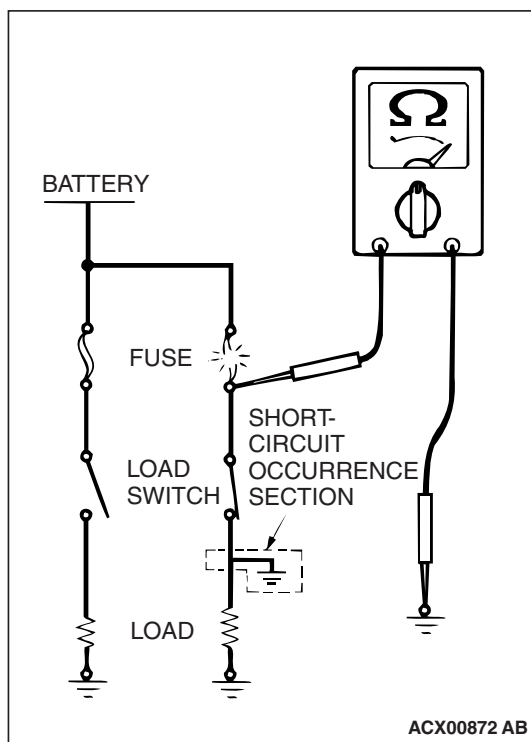 Ω
BATTERY
FUSE
SHORT-
CIRCUIT
OCCURRENCE
SECTION
LOAD
SWITCH
LOAD
ACX00872 AB